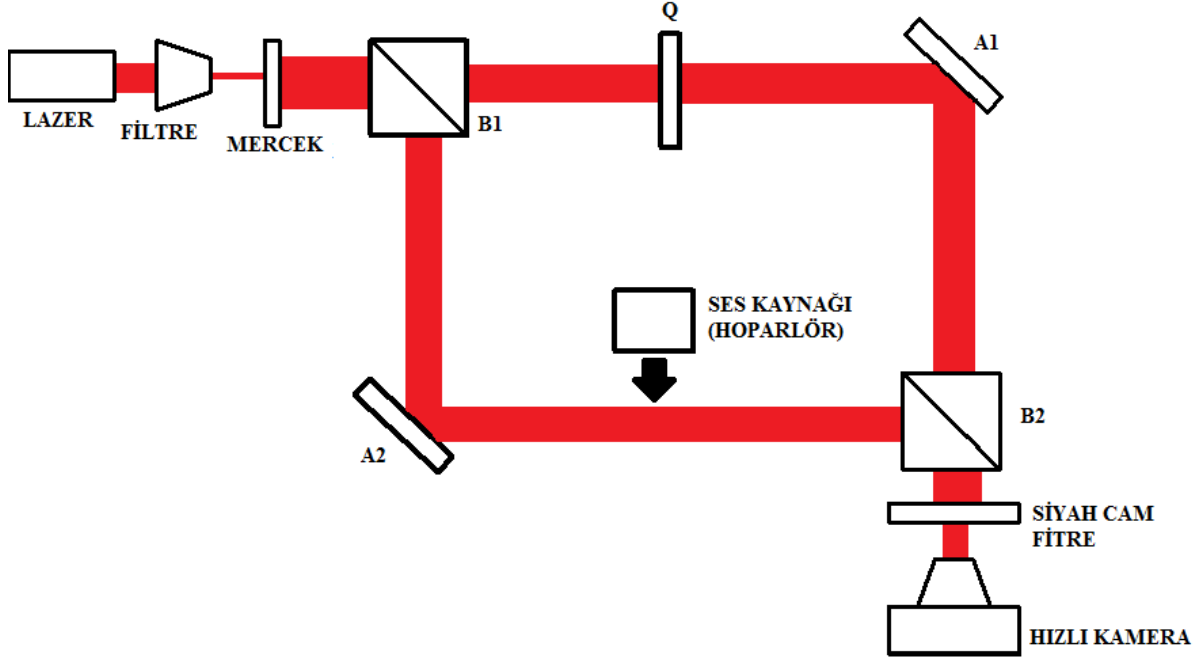 Q
A1
LAZER
FİLTRE
MERCEK
B1
SES KAYNAĞI
(HOPARLÖR)
A2
B2
SİYAH CAM
FİTRE
HIZLI KAMERA